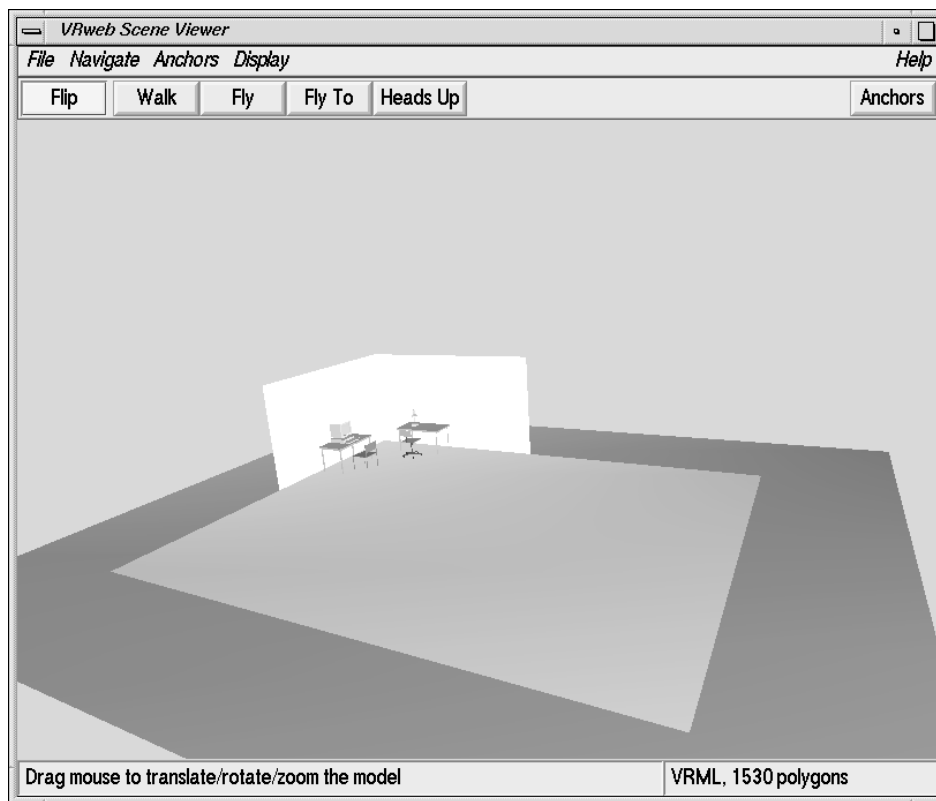 VRweb Scene Viewer
File Navigate Anchors Display Help
Flip Walk Fly Fly To Heads Up Anchors
Drag mouse to translate/rotate/zoom the model VRML, 1530 polygons